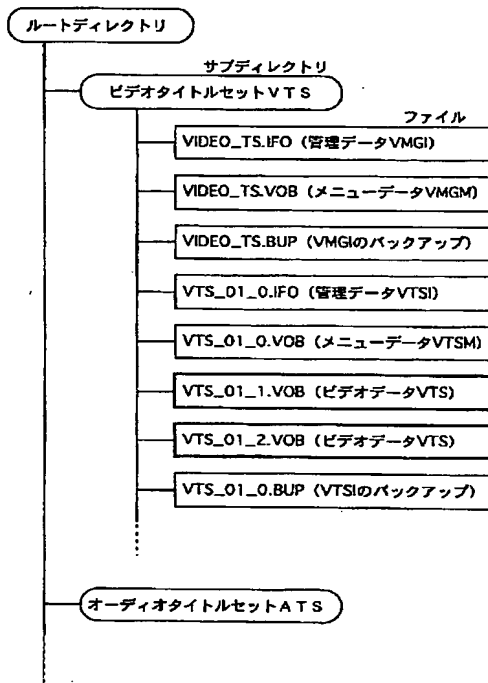 ルートディレクトリ
サブディレクトリ
ビデオタイトルセットVTS
ファイル
VIDEO_TS.IFO（管理データVMGI）
VIDEO_TS.VOB（メニューデータVMGM）
VIDEO_TS.BUP（VMGIのバックアップ）
VTS_01_0.IFO（管理データVTSI）
VTS_01_0.VOB（メニューデータVTSM）
VTS_01_1.VOB（ビデオデータVTS）
VTS_01_2.VOB（ビデオデータVTS）
VTS_01_0.BUP（VTSIのバックアップ）
オーディオタイトルセットATS